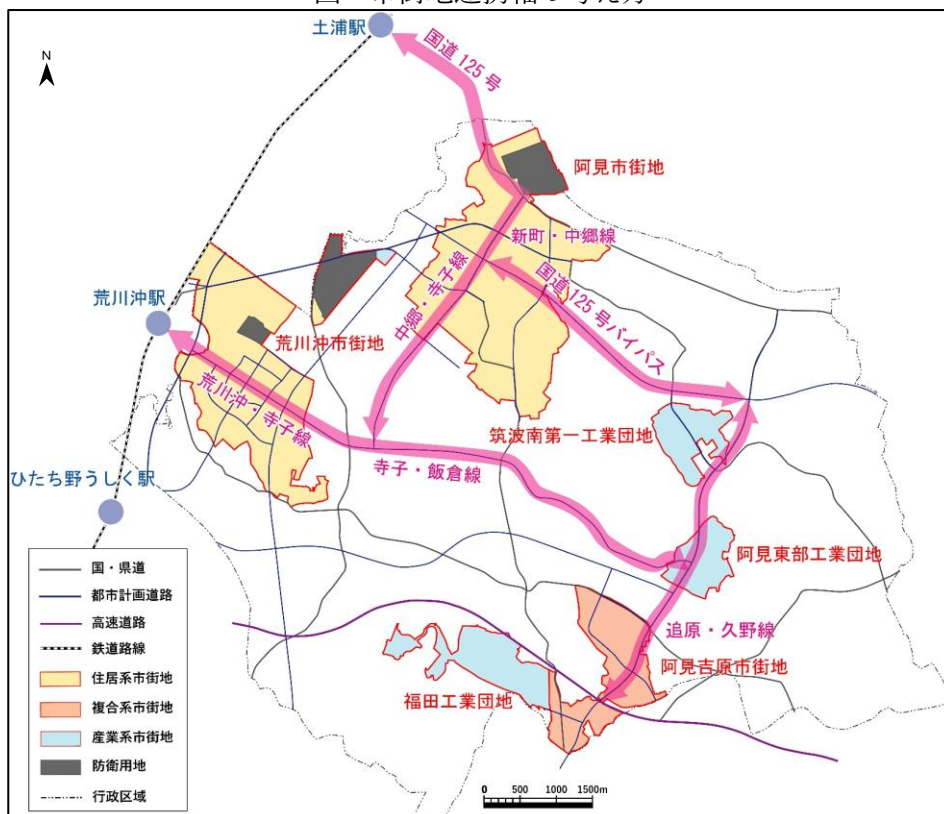 土浦駅
国道125号
N
阿見市街地
新町・中郷線
中郷・寺子線
国道125号バイパス
荒川沖駅
荒川沖市街地
荒川沖・寺子線
筑波南第一工業団地
寺子・飯倉線
ひたち野うしく駅
阿見東部工業団地
追原・久野線
阿見吉原市街地
福田工業団地
国・県道
都市計画道路
高速道路
鉄道路線
住居系市街地
複合系市街地
産業系市街地
防衛用地
行政区域
0 500 1000 1500m